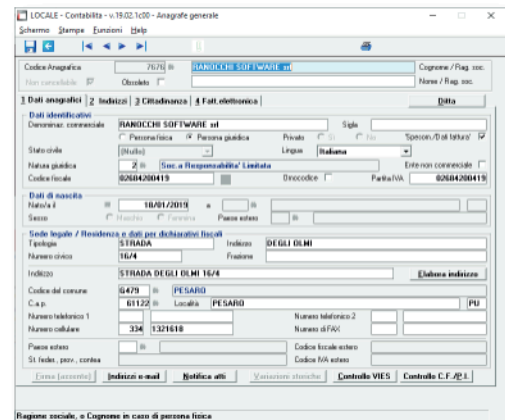 LOCALE - Contabilita - v.19.02.1c00 - Anagrafe generale
Schermo Stampe Funzioni Help
Codice Anagrafica 7676 RANOCCHI SOFTWARE srl Cognome / Rag. soc.
Non cancellabile Obsoleto Nome / Rag. soc.
1 Dati anagrafici 2 Indirizzi 3 Cittadinanza 4 Fatt.elettronica Ditta
Dati identificativi
Denominaz. commerciale RANOCCHI SOFTWARE srl Sigla
Persona fisica Persona giuridica Privato Si No 'Spesom./Dati fattura'
Stato civile (Nullo) Lingua Italiana
Natura giuridica 2 Soc.a Responsabilita' Limitata Ente non commerciale
Codice fiscale 02604200419 Omocodice Partita IVA 02604200419
Dati di nascita
Nato/a il 18/01/2019 a
Sesso Maschio Femmina Paese estero
Sede legale / Residenza e dati per dichiarativi fiscali
Tipologia STRADA Indirizzo DEGLI OLMI
Numero civico 16/4 Frazione
Indirizzo STRADA DEGLI OLMI 16/4 Elabora indirizzo
Codice del comune G479 PESARO
C.a.p. 61122 Località PESARO PU
Numero telefonico 1 Numero telefonico 2
Numero cellulare 334 1321618 Numero di FAX
Paese estero Codice fiscale estero
St. feder., prov., contea Codice IVA estero
Firma (assente) Indirizzi e-mail Notifica atti Variazioni storiche Controllo VIES Controllo C.F./P.I.
Ragione sociale, o Cognome in caso di persona fisica